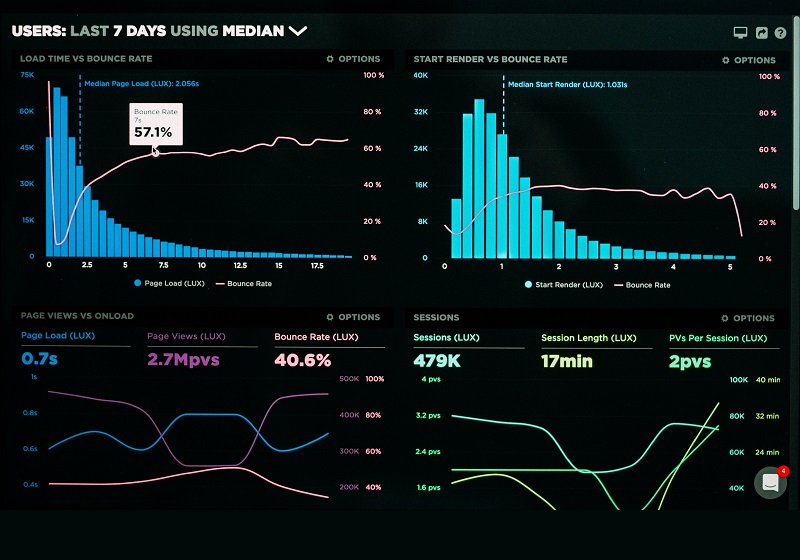 USERS: LAST 7 DAYS USING MEDIAN
LOAD TIME VS BOUNCE RATE
OPTIONS
75K
60K
45K
30K
15K
0
Median Page Load (LUX): 2.056s
Bounce Rate
7s
57.1%
100 %
80 %
60 %
40 %
20 %
0 %
0 2.5 5 7.5 10 12.5 15 17.5
Page Load (LUX) Bounce Rate
START RENDER VS BOUNCE RATE
OPTIONS
40K
32K
24K
16K
8K
0
Median Start Render (LUX): 1.031s
100 %
80 %
60 %
40 %
20 %
0 %
0 1 2 3 4 5
Start Render (LUX) Bounce Rate
PAGE VIEWS VS ONLOAD
OPTIONS
Page Load (LUX) Page Views (LUX) Bounce Rate (LUX)
0.7s 2.7Mpvs 40.6%
1s 500K 100%
0.8s 400K 80%
0.6s 300K 60%
0.4s 200K 40%
SESSIONS
OPTIONS
Sessions (LUX) Session Length (LUX) PVs Per Session (LUX)
479K 17min 2pvs
4 pvs 100K 40 min
3.2 pvs 80K 32 min
2.4 pvs 60K 24 min
1.6 pvs 40K
4